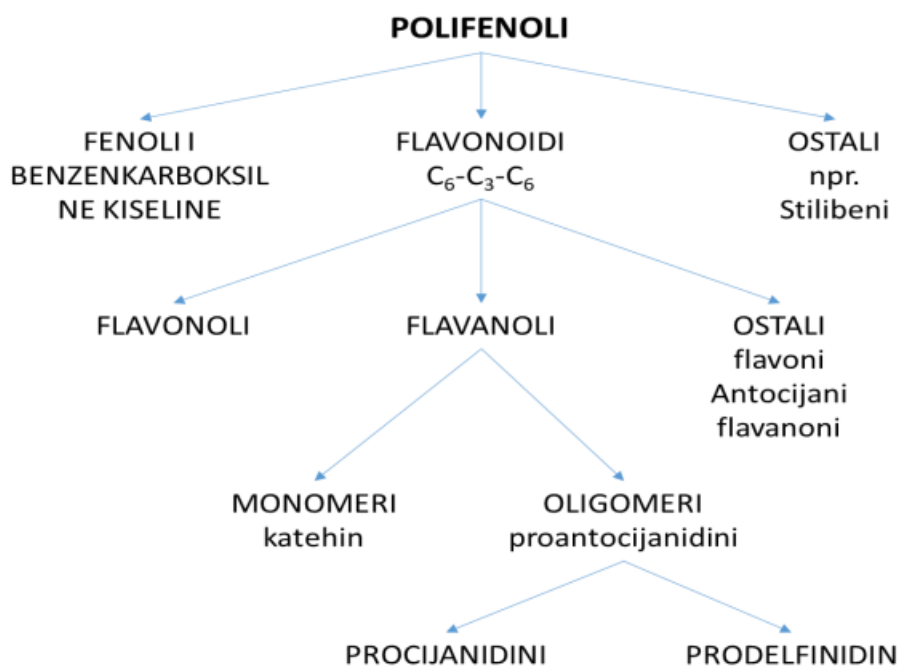 POLIFENOLI
FENOLI I
BENZENKARBOKSIL
NE KISELINE
FLAVONOIDI
C₆-C₃-C₆
OSTALI
npr.
Stilibeni
FLAVONOLI
FLAVANOLI
OSTALI
flavoni
Antocijani
flavanoni
MONOMERI
katehin
OLIGOMERI
proantocijanidini
PROCIJANIDINI
PRODELFINIDIN